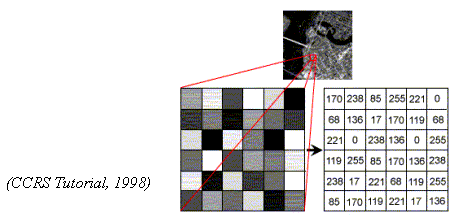 170 238 85 255 221 0
68 136 17 170 119 68
221 0 238 136 0 255
119 255 85 170 136 238
(CCRS Tutorial, 1998)
238 17 221 68 119 255
85 170 119 221 17 136